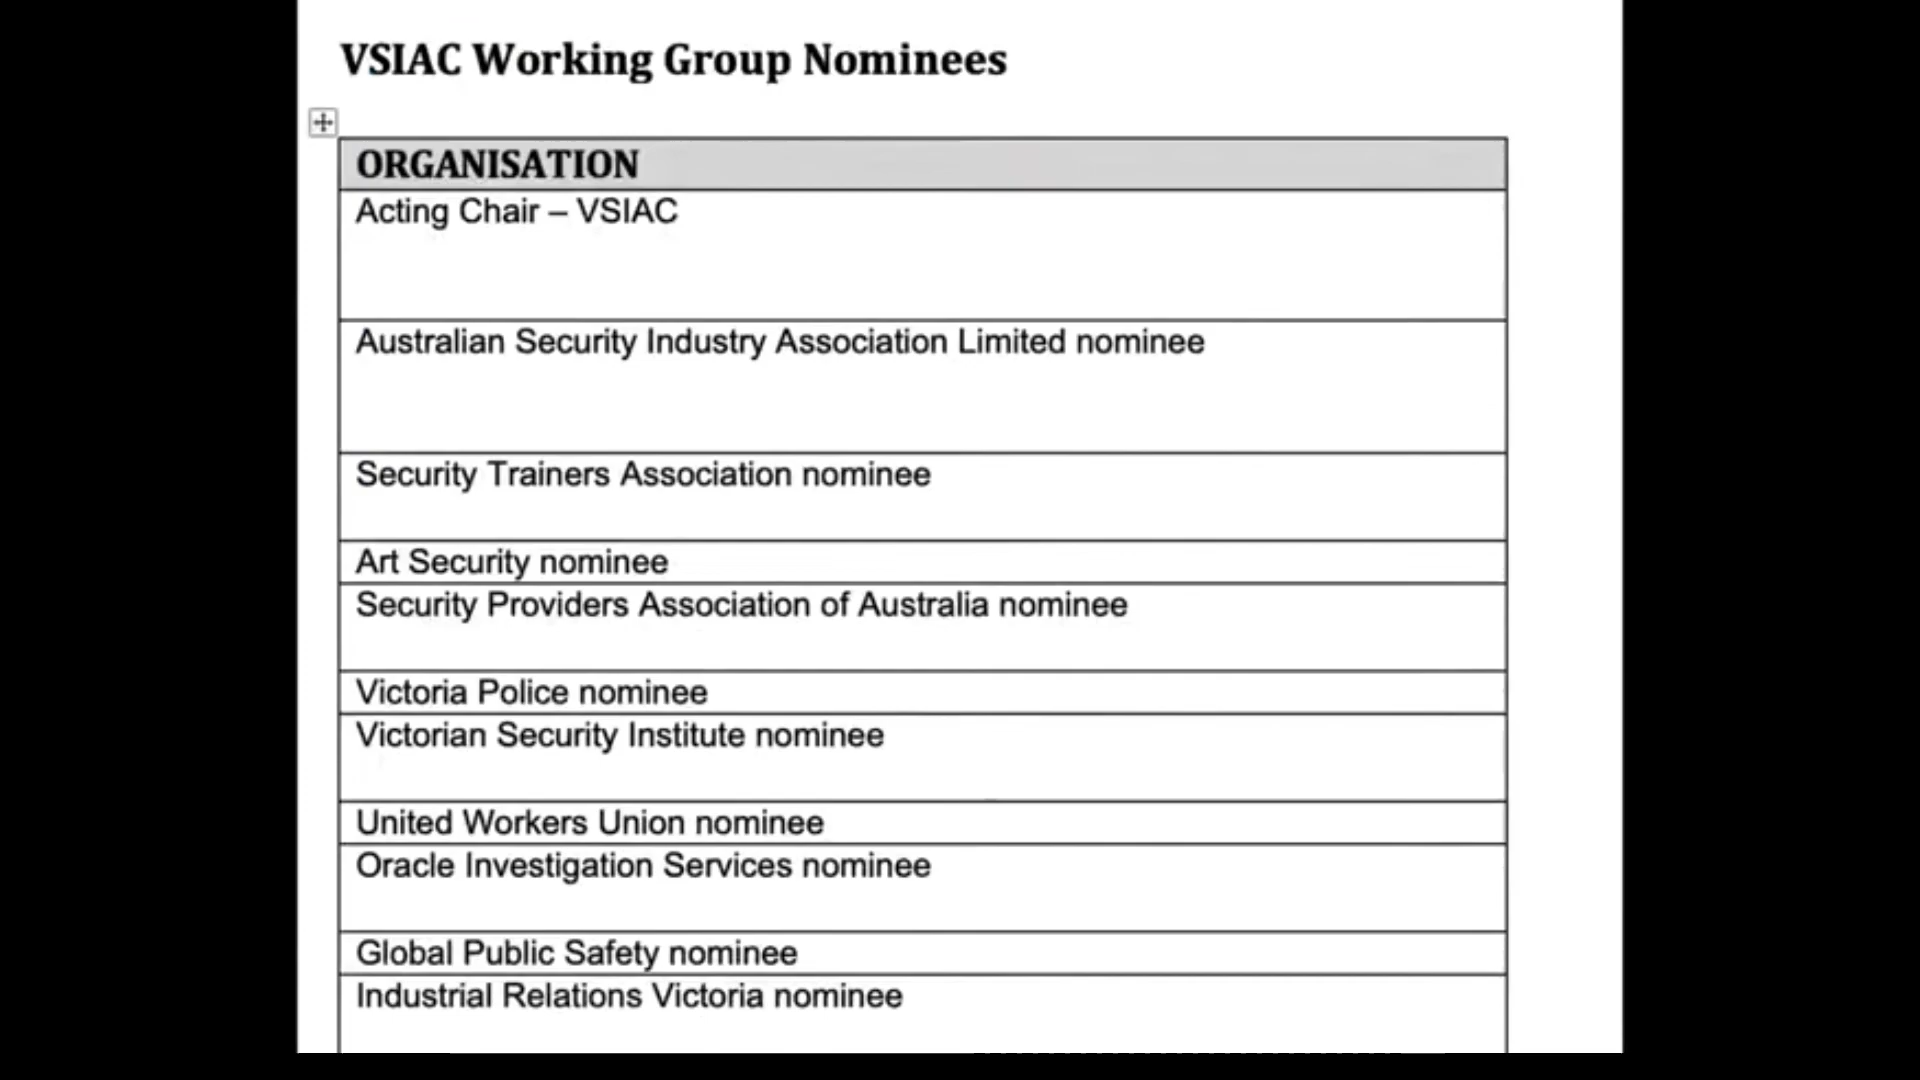 VSIAC Working Group Nominees
ORGANISATION
Acting Chair – VSIAC
Australian Security Industry Association Limited nominee
Security Trainers Association nominee
Art Security nominee
Security Providers Association of Australia nominee
Victoria Police nominee
Victorian Security Institute nominee
United Workers Union nominee
Oracle Investigation Services nominee
Global Public Safety nominee
Industrial Relations Victoria nominee